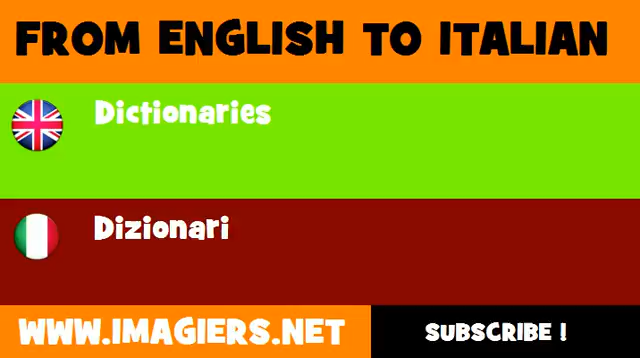 FROM ENGLISH TO ITALIAN
Dictionaries
Dizionari
WWW.IMAGIERS.NET
SUBSCRIBE !